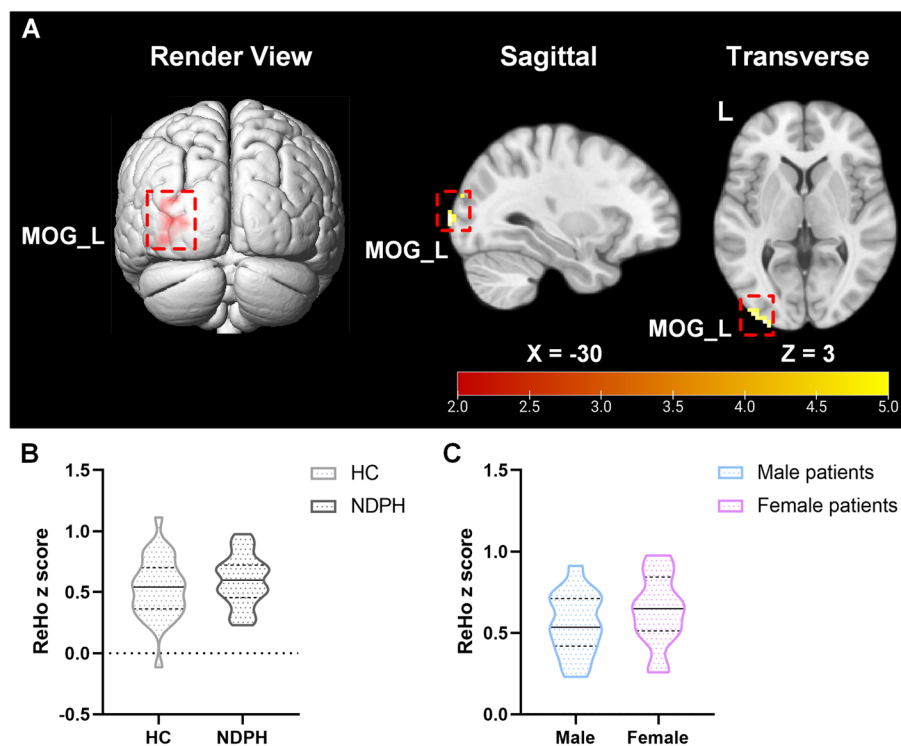 A
Render View
Sagittal
Transverse
L
MOG_L
MOG_L
MOG_L
X = -30
Z = 3
2.0 2.5 3.0 3.5 4.0 4.5 5.0
B
1.5
1.0
0.5
0.0
-0.5
ReHo z score
HC
NDPH
HC NDPH
C
1.5
1.0
0.5
0.0
ReHo z score
Male patients
Female patients
Male Female